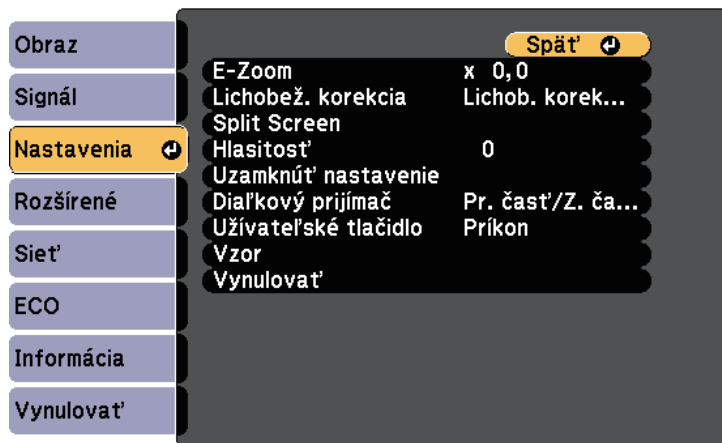 Obraz
Signál
Nastavenia
Rozšírené
Sieť
ECO
Informácia
Vynulovať
Späť
E-Zoom x 0,0
Lichobež. korekcia Lichob. korek...
Split Screen
Hlasitosť 0
Uzamknúť nastavenie
Diaľkový prijímač Pr. časť/Z. ča...
Užívateľské tlačidlo Príkon
Vzor
Vynulovať